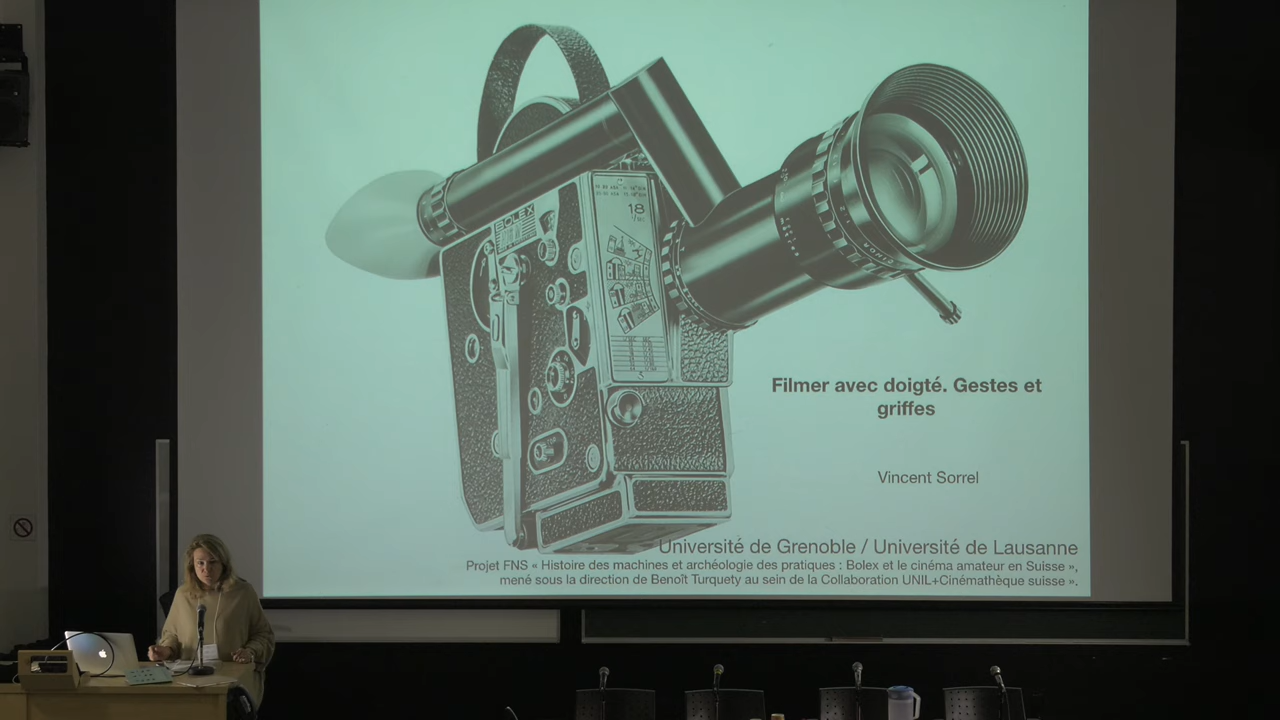 BOLEX
18
Filmer avec doigté. Gestes et
griffes
Vincent Sorrel
Université de Grenoble / Université de Lausanne
Projet FNS « Histoire des machines et archéologie des pratiques : Bolex et le cinéma amateur en Suisse »,
mené sous la direction de Benoît Turquety au sein de la Collaboration UNIL+Cinémathèque suisse ».